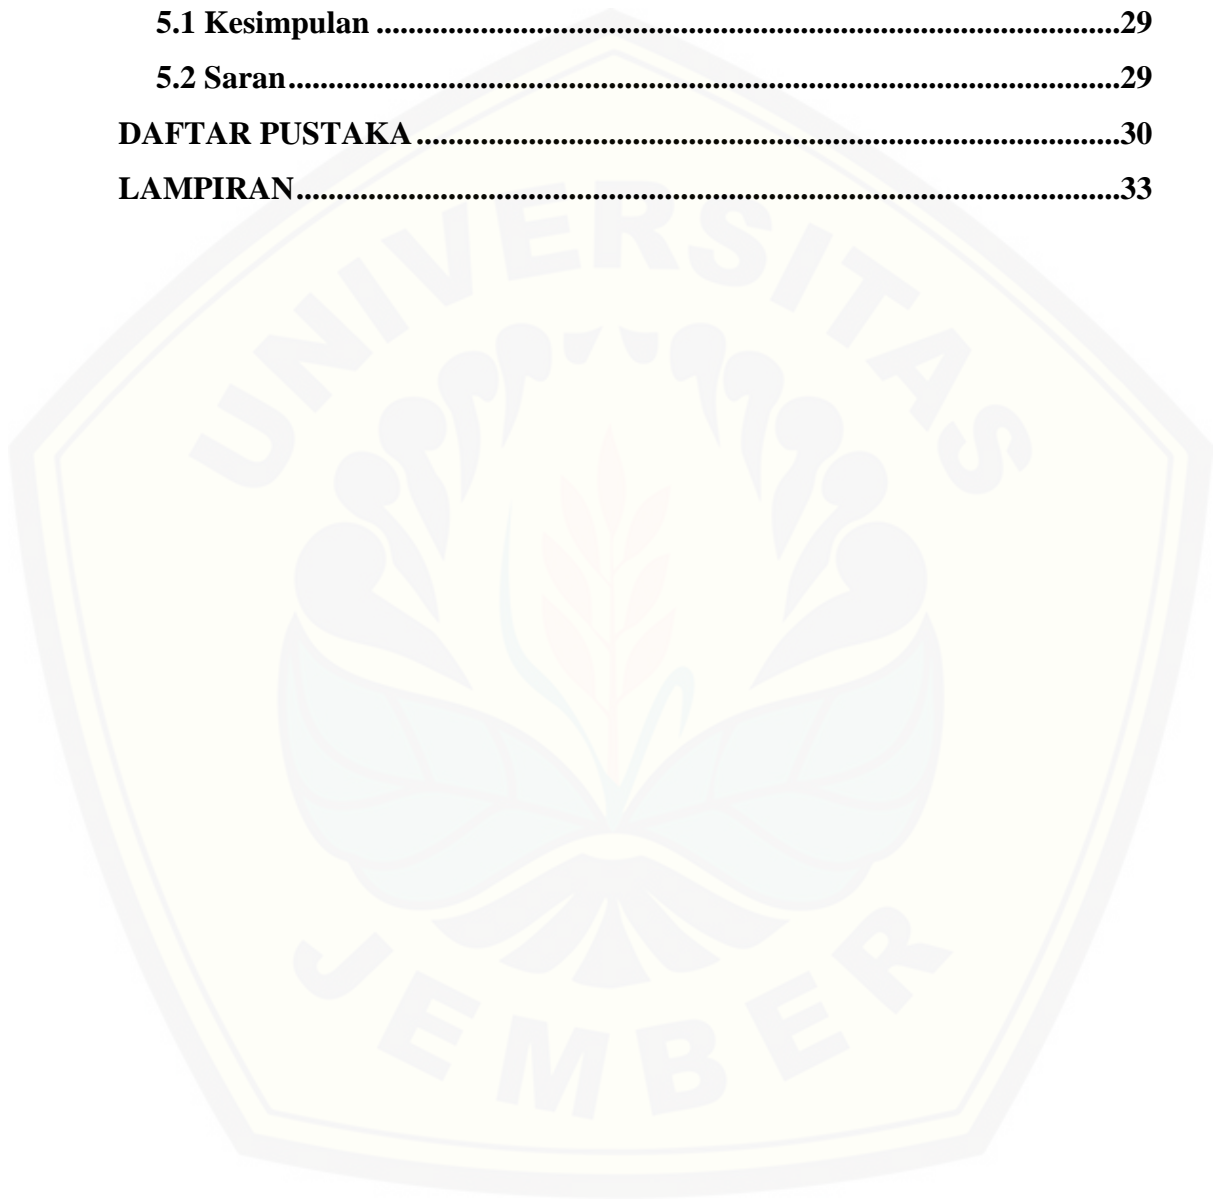 5.1 Kesimpulan ............................................................................................29
5.2 Saran.......................................................................................................29
DAFTAR PUSTAKA.......................................................................................30
LAMPIRAN......................................................................................................33
UNIVERSITAS
JEMBER